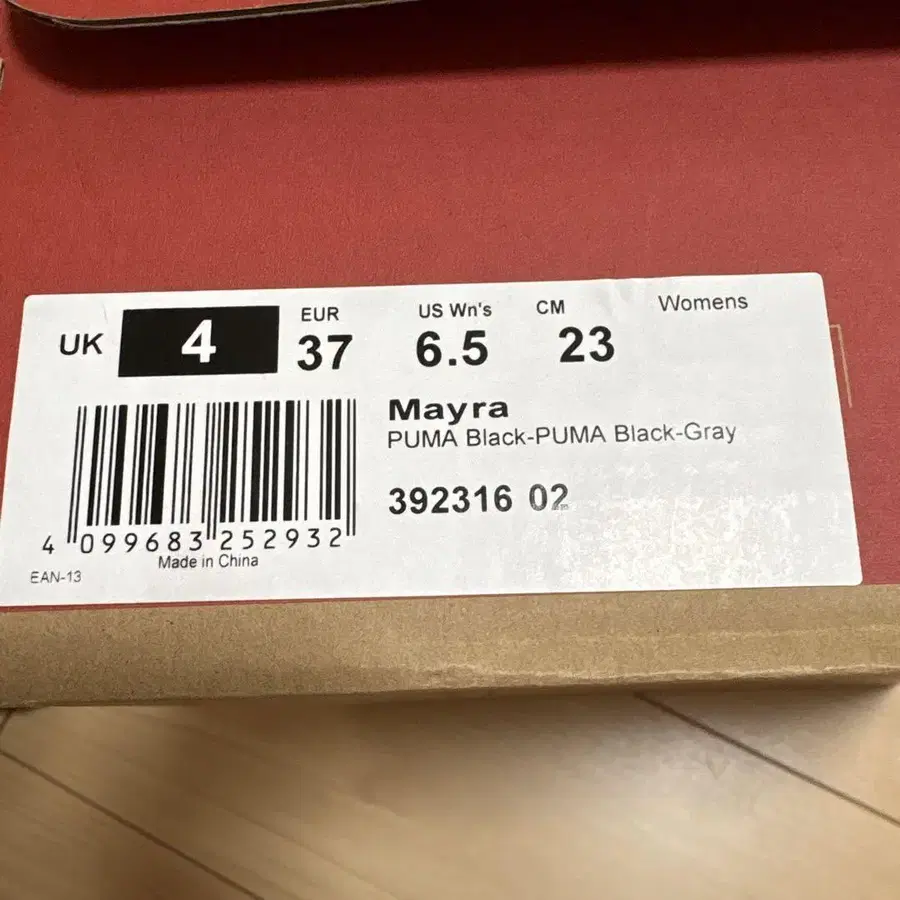 UK 4 EUR 37 US Wn's 6.5 CM 23 Womens
Mayra
PUMA Black-PUMA Black-Gray
392316 02
4 099683 252932
Made in China
EAN-13